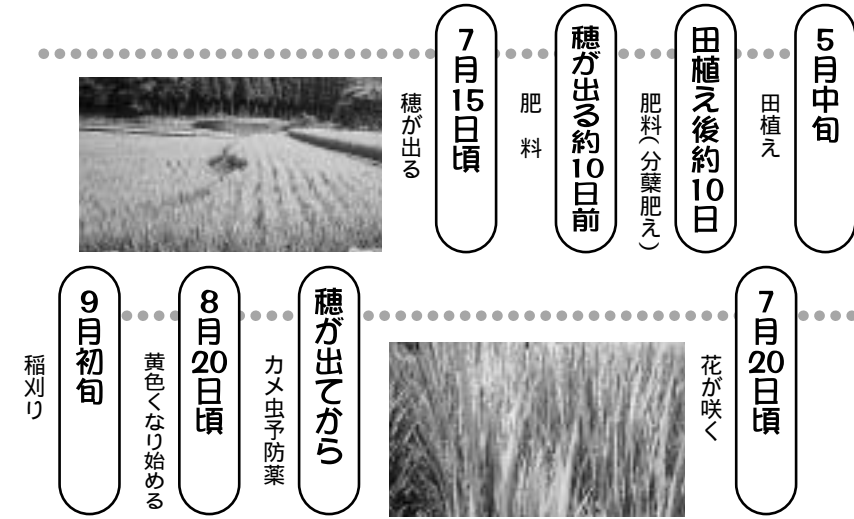 5月中旬
田植え
田植え後約10日
肥料（分蘖肥え）
穂が出る約10日前
肥料
7月15日頃
穂が出る
7月20日頃
花が咲く
穂が出てから
カメ虫予防薬
8月20日頃
黄色くなり始める
9月初旬
稲刈り